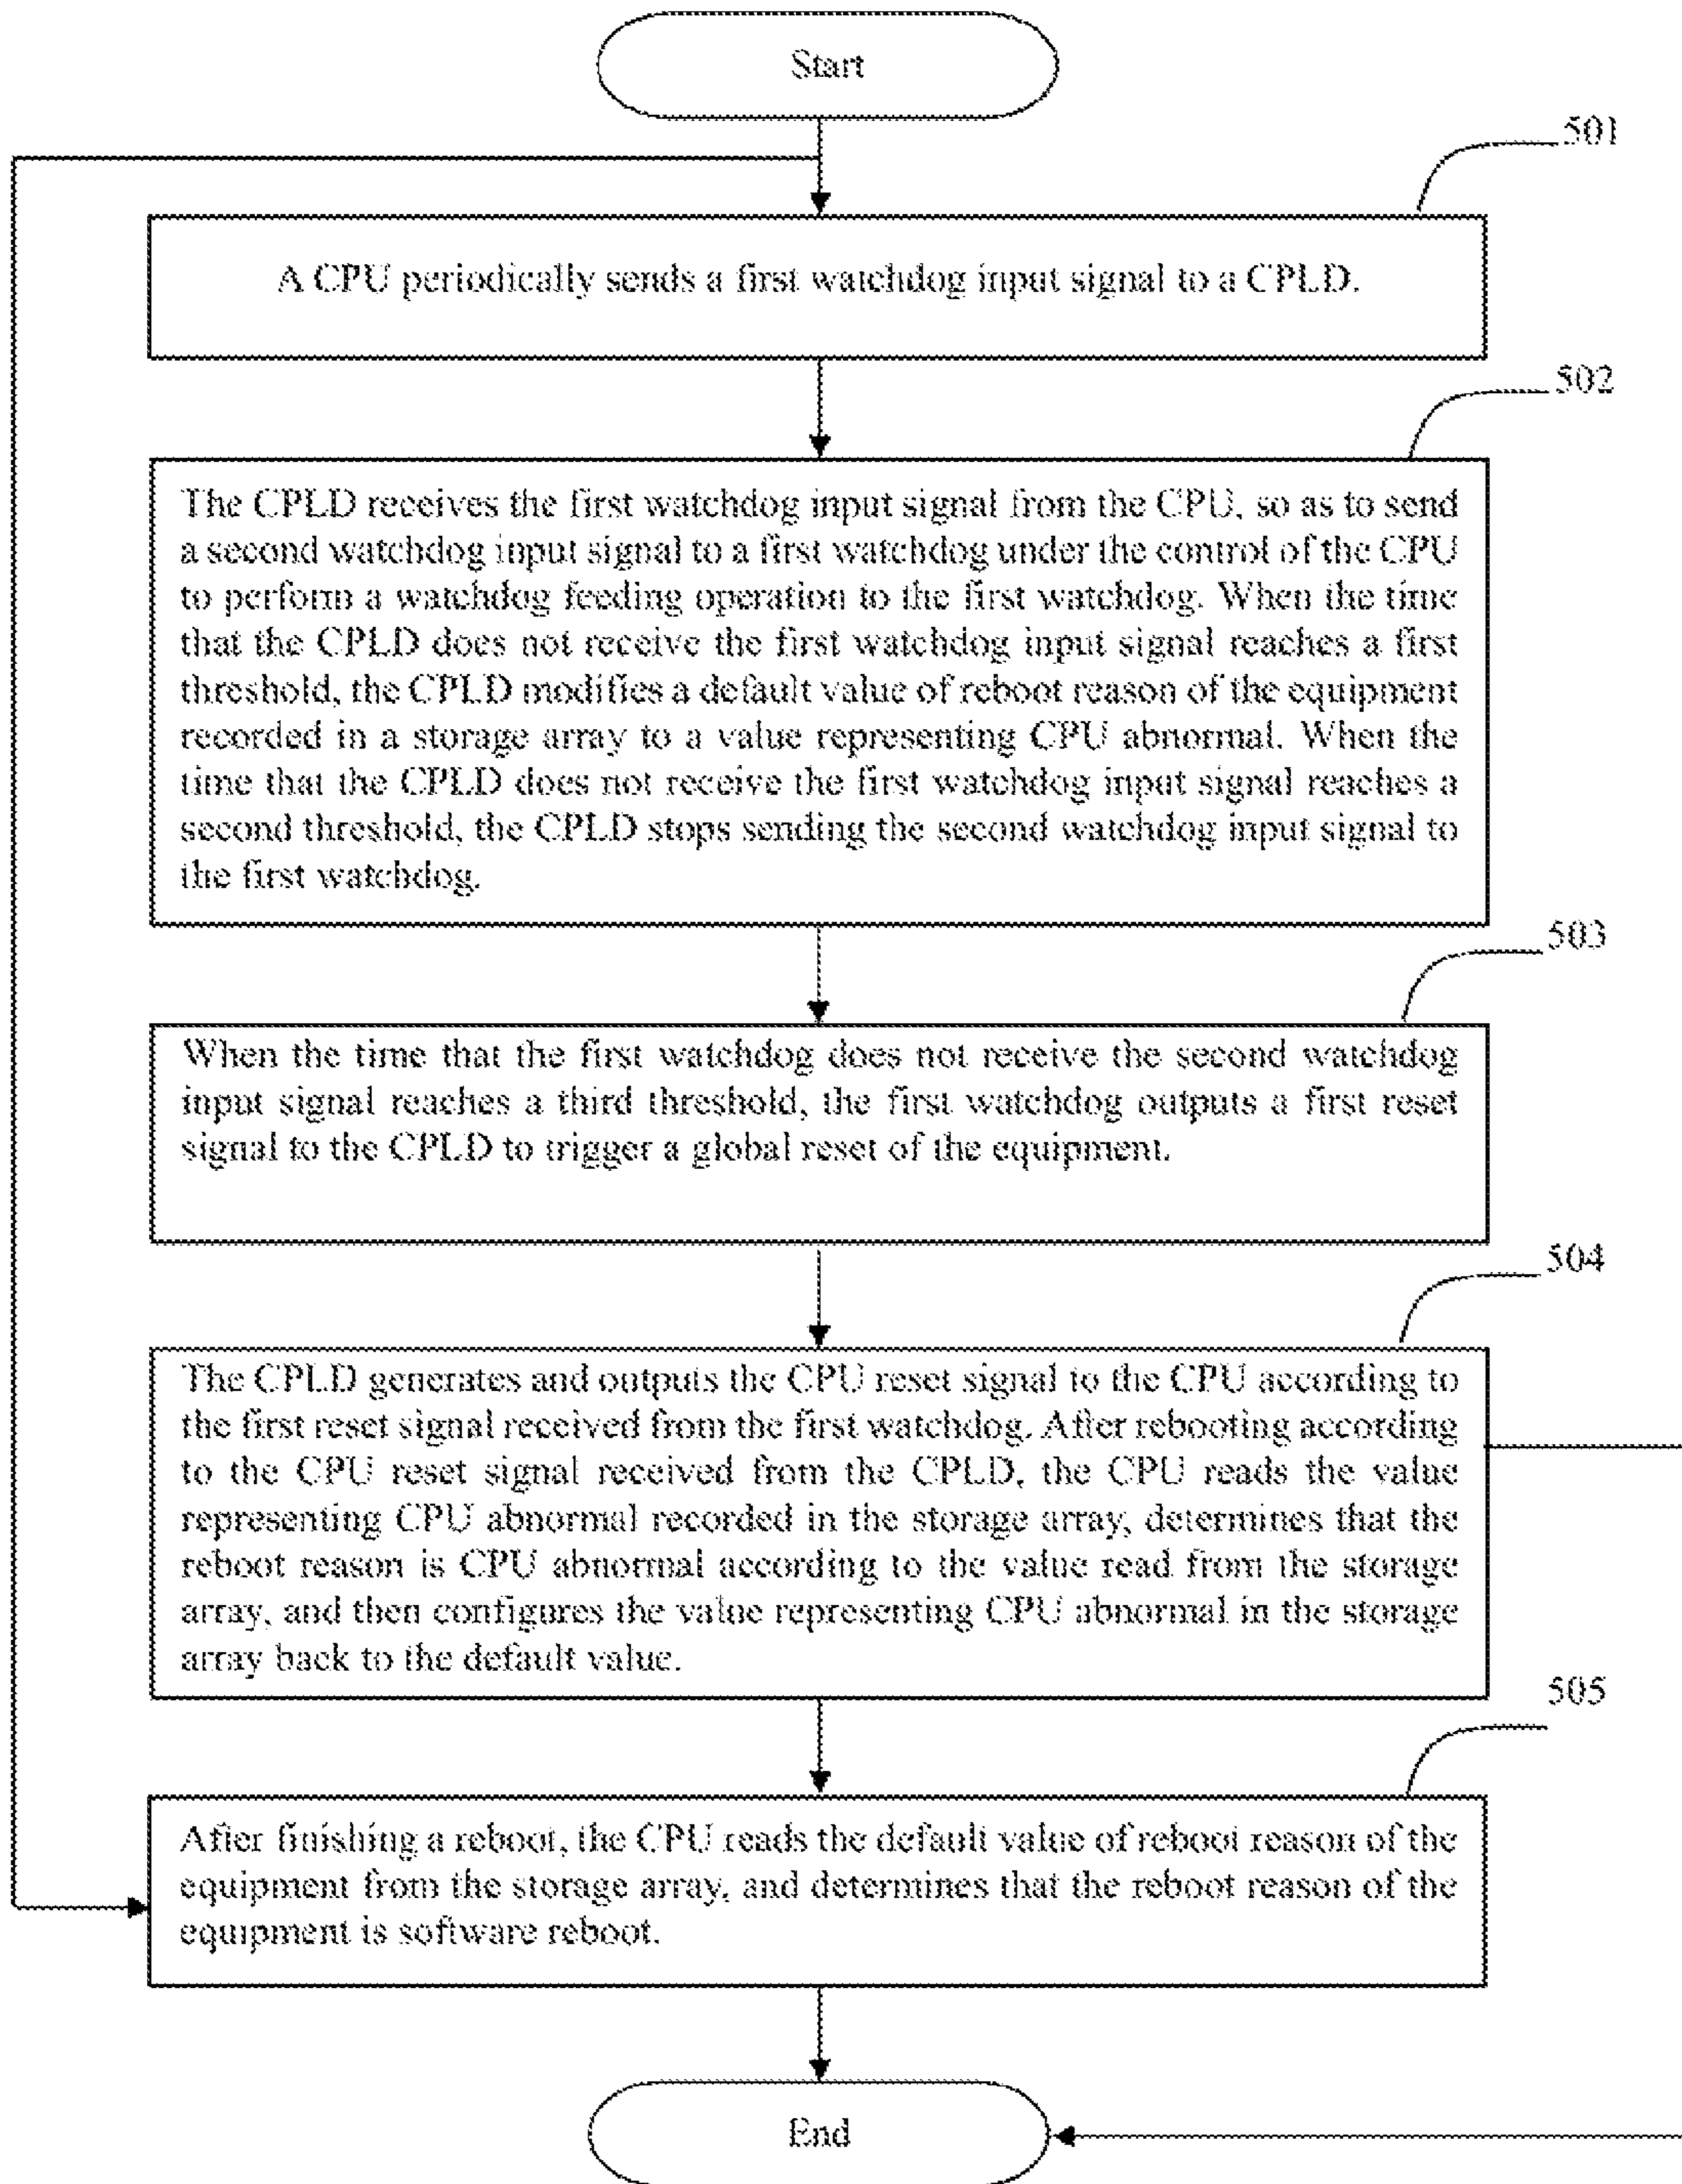 Start
501
A CPU periodically sends a first watchdog input signal to a CPLD.
502
The CPLD receives the first watchdog input signal from the CPU, so as to send
a second watchdog input signal to a first watchdog under the control of the CPU
to perform a watchdog feeding operation to the first watchdog. When the time
that the CPLD does not receive the first watchdog input signal reaches a first
threshold, the CPLD modifies a default value of reboot reason of the equipment
recorded in a storage array to a value representing CPU abnormal. When the
time that the CPLD does not receive the first watchdog input signal reaches a
second threshold, the CPLD stops sending the second watchdog input signal to
the first watchdog.
503
When the time that the first watchdog does not receive the second watchdog
input signal reaches a third threshold, the first watchdog outputs a first reset
signal to the CPLD to trigger a global reset of the equipment.
504
The CPLD generates and outputs the CPU reset signal to the CPU according to
the first reset signal received from the first watchdog. After rebooting according
to the CPU reset signal received from the CPLD, the CPU reads the value
representing CPU abnormal recorded in the storage array, determines that the
reboot reason is CPU abnormal according to the value read from the storage
array, and then configures the value representing CPU abnormal in the storage
array back to the default value.
505
After finishing a reboot, the CPU reads the default value of reboot reason of the
equipment from the storage array, and determines that the reboot reason of the
equipment is software reboot.
End